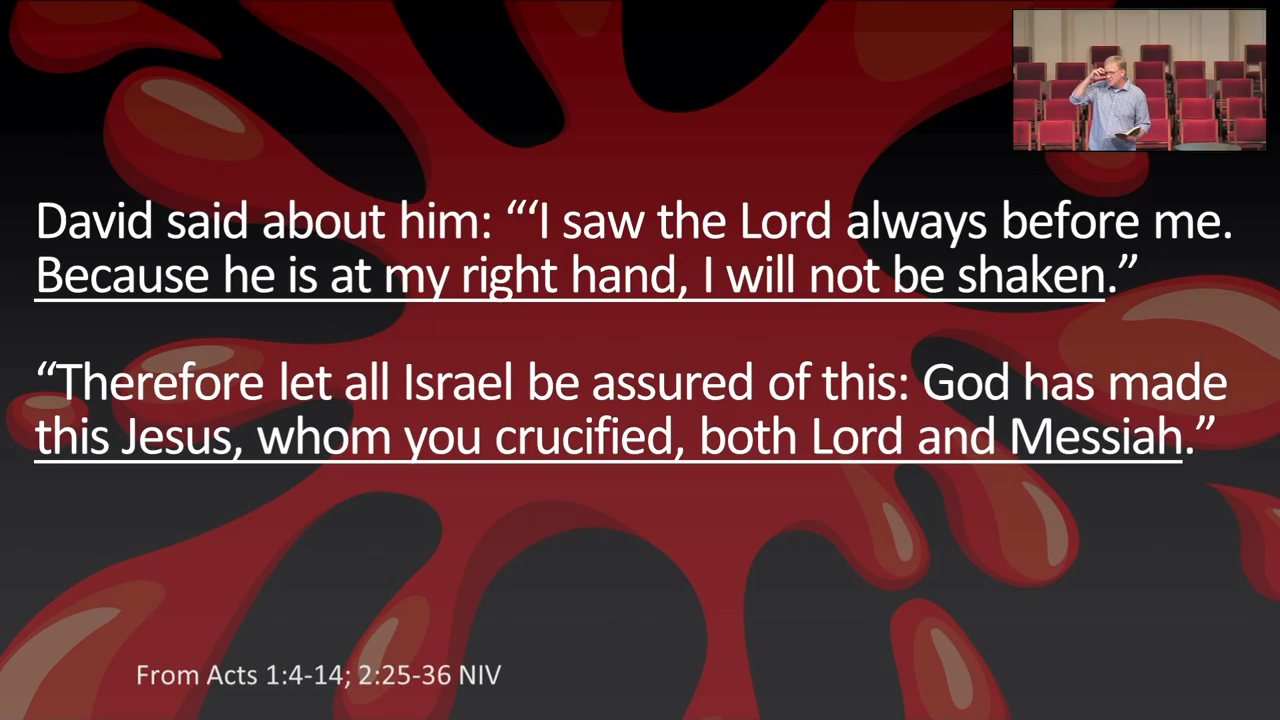 David said about him: “‘I saw the Lord always before me.
Because he is at my right hand, I will not be shaken.”
“Therefore let all Israel be assured of this: God has made
this Jesus, whom you crucified, both Lord and Messiah.”
From Acts 1:4-14; 2:25-36 NIV